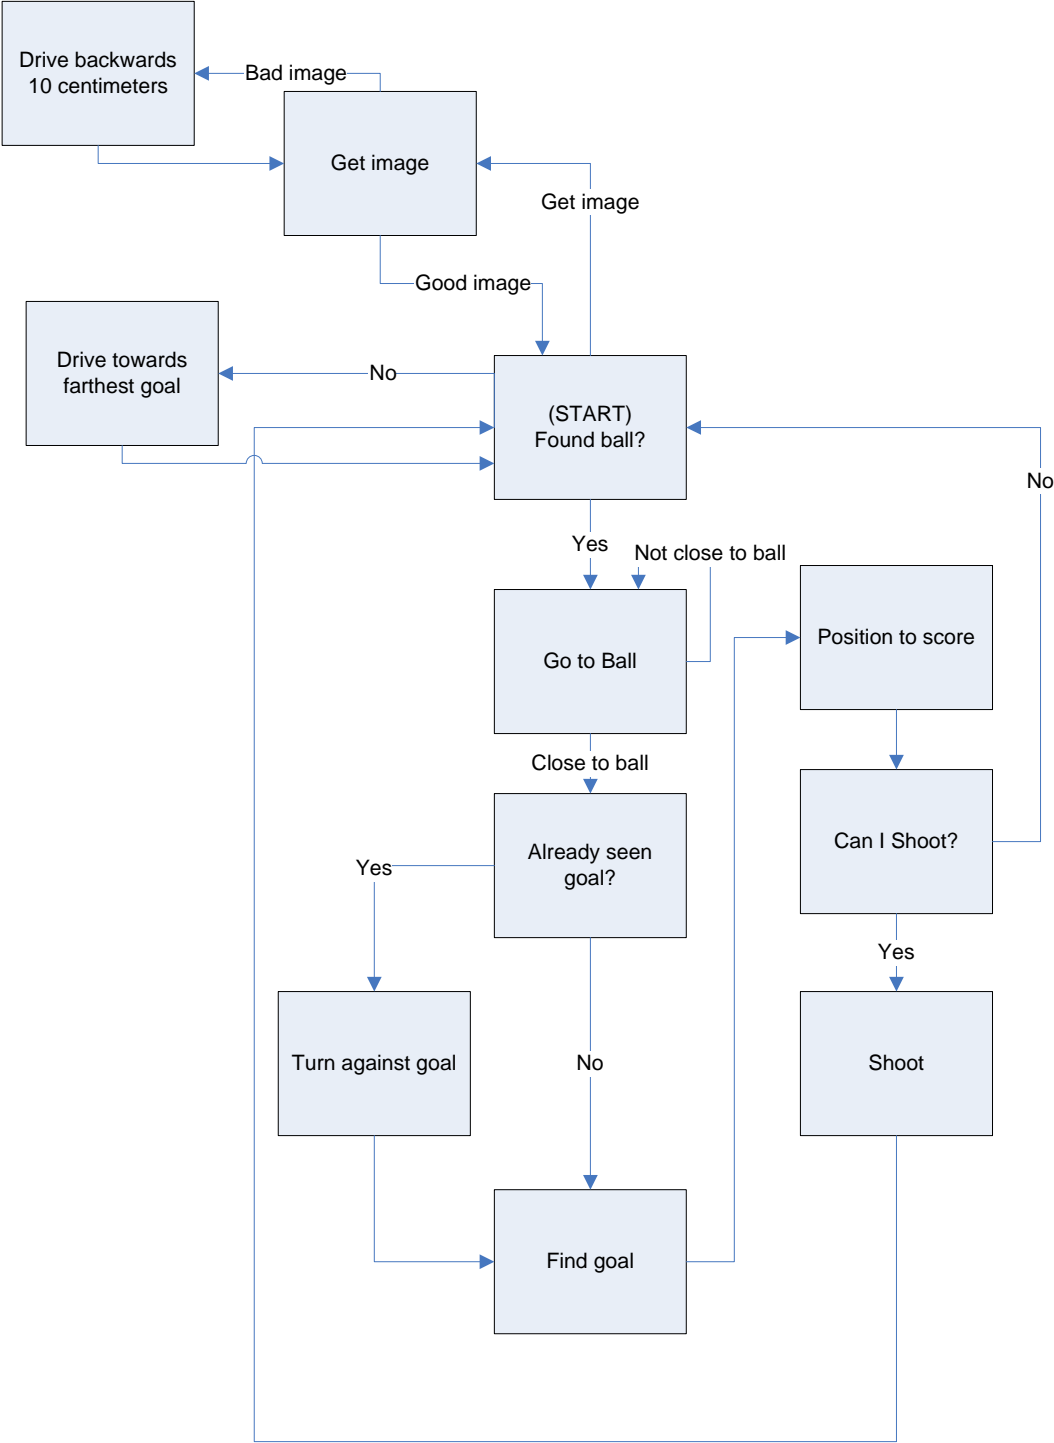 Drive backwards
10 centimeters
Bad image
Get image
Get image
Good image
Drive towards
farthest goal
No
(START)
Found ball?
No
Yes
Not close to ball
Go to Ball
Position to score
Close to ball
Already seen
goal?
Can I Shoot?
Yes
Yes
Turn against goal
No
Shoot
Find goal